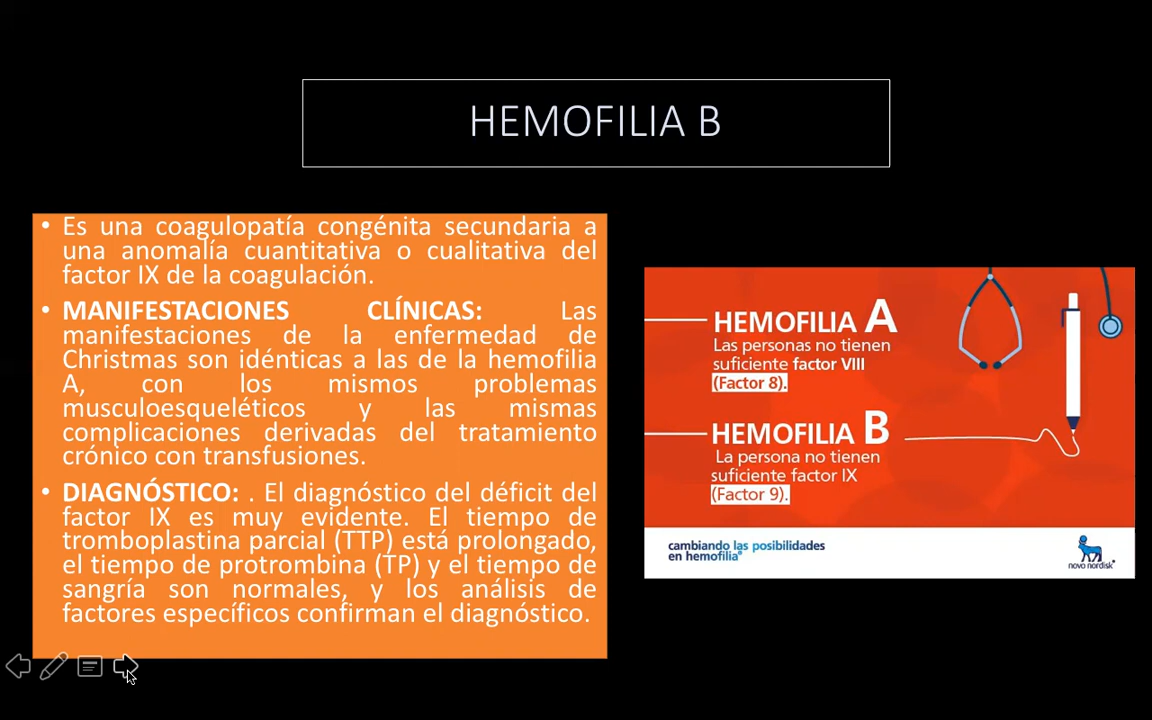 HEMOFILIA B
• Es una coagulopatía congénita secundaria a
una anomalía cuantitativa o cualitativa del
factor IX de la coagulación.
• MANIFESTACIONES CLÍNICAS: Las
manifestaciones de la enfermedad de
Christmas son idénticas a las de la hemofilia
A, con los mismos problemas
musculoesqueléticos y las mismas
complicaciones derivadas del tratamiento
crónico con transfusiones.
• DIAGNÓSTICO: . El diagnóstico del déficit del
factor IX es muy evidente. El tiempo de
tromboplastina parcial (TTP) está prolongado,
el tiempo de protrombina (TP) y el tiempo de
sangría son normales, y los análisis de
factores específicos confirman el diagnóstico.
HEMOFILIA A
Las personas no tienen
suficiente factor VIII
(Factor 8).
HEMOFILIA B
La persona no tienen
suficiente factor IX
(Factor 9).
cambiando las posibilidades
en hemofilia®
novo nordisk®